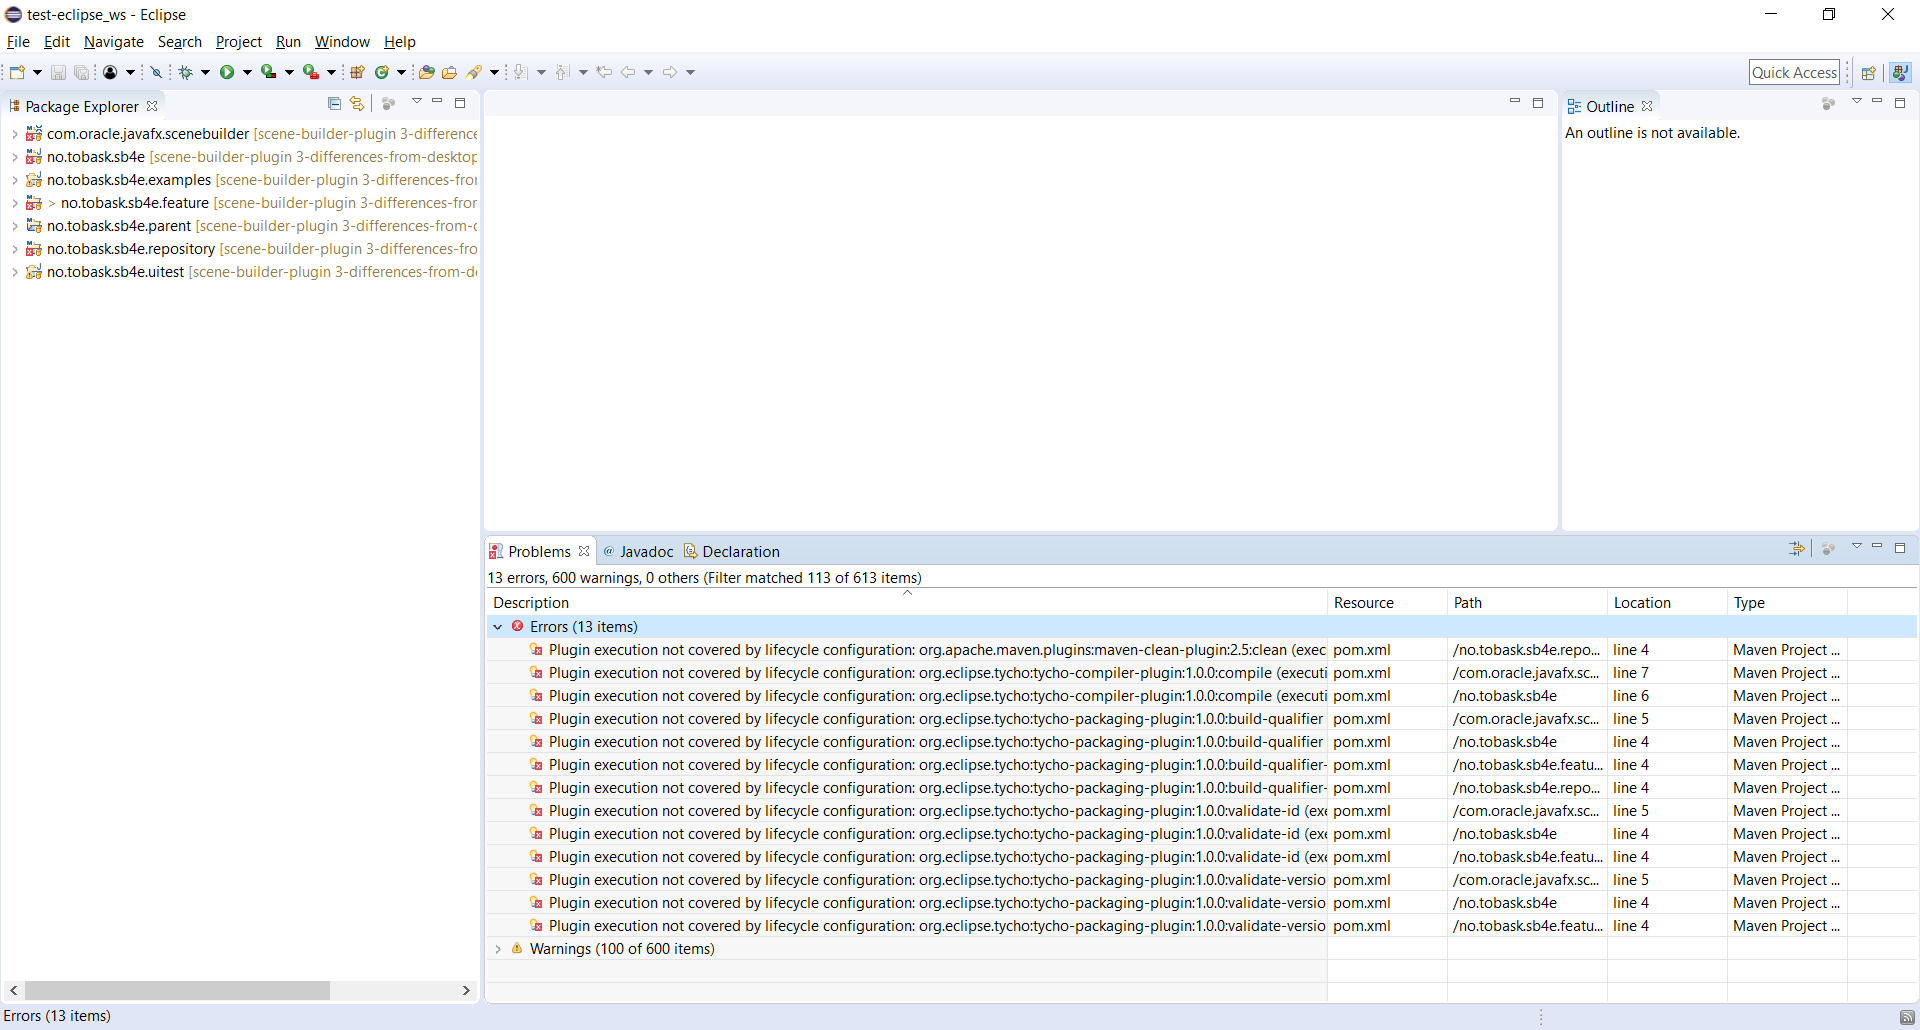 test-eclipse_ws - Eclipse
File Edit Navigate Search Project Run Window Help
Quick Access
Package Explorer
com.oracle.javafx.scenebuilder [scene-builder-plugin 3-difference
no.tobask.sb4e [scene-builder-plugin 3-differences-from-desktop
no.tobask.sb4e.examples [scene-builder-plugin 3-differences-fror
> no.tobask.sb4e.feature [scene-builder-plugin 3-differences-fror
no.tobask.sb4e.parent [scene-builder-plugin 3-differences-from-d
no.tobask.sb4e.repository [scene-builder-plugin 3-differences-fro
no.tobask.sb4e.uitest [scene-builder-plugin 3-differences-from-de
Outline
An outline is not available.
Problems @ Javadoc Declaration
13 errors, 600 warnings, 0 others (Filter matched 113 of 613 items)
Description Resource Path Location Type
Errors (13 items)
Plugin execution not covered by lifecycle configuration: org.apache.maven.plugins:maven-clean-plugin:2.5:clean (exec pom.xml /no.tobask.sb4e.repo... line 4 Maven Project ...
Plugin execution not covered by lifecycle configuration: org.eclipse.tycho:tycho-compiler-plugin:1.0.0:compile (executi pom.xml /com.oracle.javafx.sc... line 7 Maven Project ...
Plugin execution not covered by lifecycle configuration: org.eclipse.tycho:tycho-compiler-plugin:1.0.0:compile (executi pom.xml /no.tobask.sb4e line 6 Maven Project ...
Plugin execution not covered by lifecycle configuration: org.eclipse.tycho:tycho-packaging-plugin:1.0.0:build-qualifier pom.xml /com.oracle.javafx.sc... line 5 Maven Project ...
Plugin execution not covered by lifecycle configuration: org.eclipse.tycho:tycho-packaging-plugin:1.0.0:build-qualifier pom.xml /no.tobask.sb4e line 4 Maven Project ...
Plugin execution not covered by lifecycle configuration: org.eclipse.tycho:tycho-packaging-plugin:1.0.0:build-qualifier- pom.xml /no.tobask.sb4e.featu... line 4 Maven Project ...
Plugin execution not covered by lifecycle configuration: org.eclipse.tycho:tycho-packaging-plugin:1.0.0:build-qualifier- pom.xml /no.tobask.sb4e.repo... line 4 Maven Project ...
Plugin execution not covered by lifecycle configuration: org.eclipse.tycho:tycho-packaging-plugin:1.0.0:validate-id (exe pom.xml /com.oracle.javafx.sc... line 5 Maven Project ...
Plugin execution not covered by lifecycle configuration: org.eclipse.tycho:tycho-packaging-plugin:1.0.0:validate-id (exe pom.xml /no.tobask.sb4e line 4 Maven Project ...
Plugin execution not covered by lifecycle configuration: org.eclipse.tycho:tycho-packaging-plugin:1.0.0:validate-id (exe pom.xml /no.tobask.sb4e.featu... line 4 Maven Project ...
Plugin execution not covered by lifecycle configuration: org.eclipse.tycho:tycho-packaging-plugin:1.0.0:validate-versio pom.xml /com.oracle.javafx.sc... line 5 Maven Project ...
Plugin execution not covered by lifecycle configuration: org.eclipse.tycho:tycho-packaging-plugin:1.0.0:validate-versio pom.xml /no.tobask.sb4e line 4 Maven Project ...
Plugin execution not covered by lifecycle configuration: org.eclipse.tycho:tycho-packaging-plugin:1.0.0:validate-versio pom.xml /no.tobask.sb4e.featu... line 4 Maven Project ...
Warnings (100 of 600 items)
Errors (13 items)